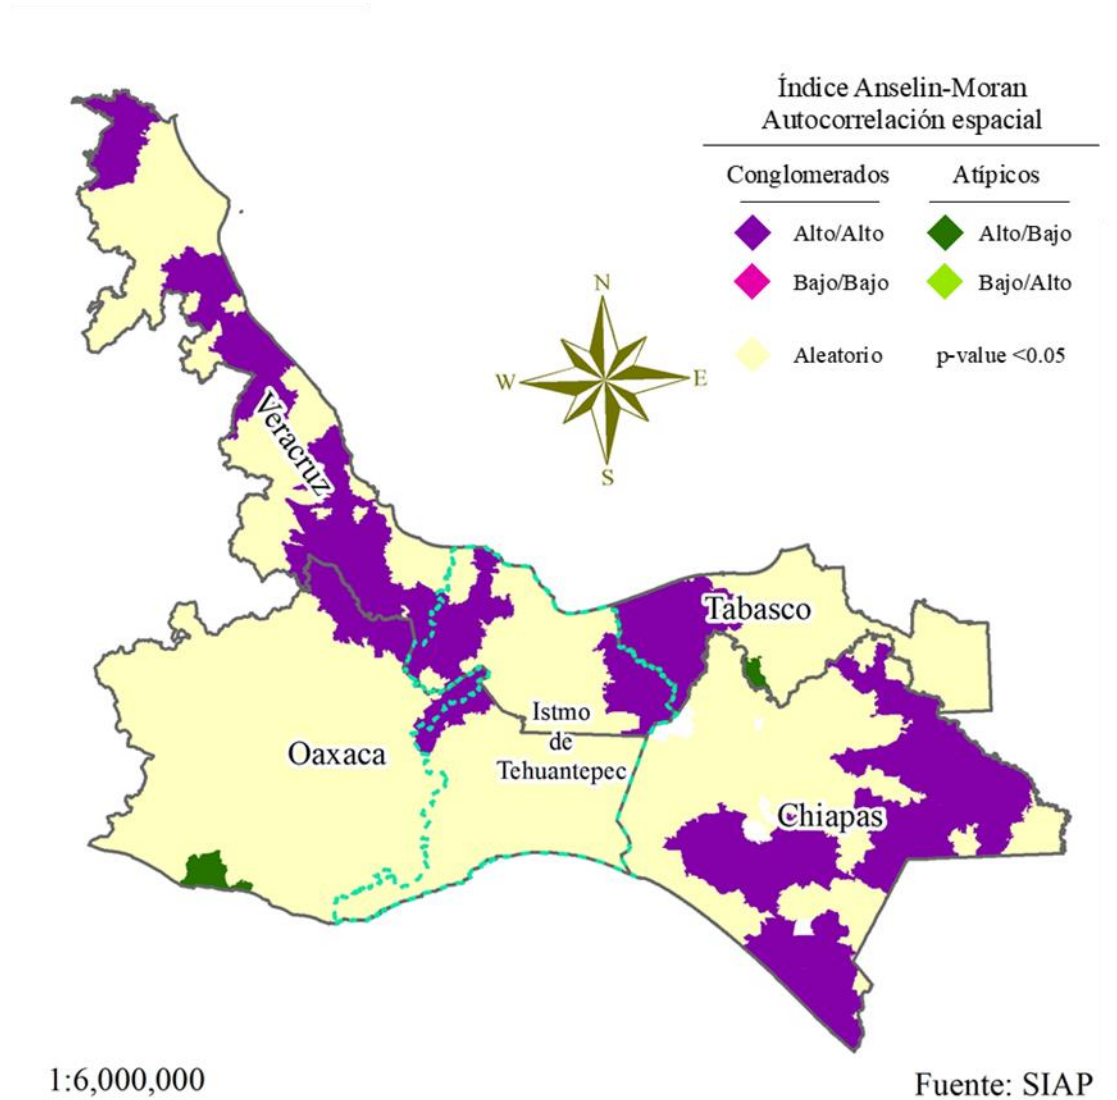 Índice Anselin-Moran
Autocorrelación espacial
Conglomerados Atípicos
Alto/Alto Alto/Bajo
Bajo/Bajo Bajo/Alto
Aleatorio p-value <0.05
N
W E
S
Veracruz
Tabasco
Istmo
de
Tehuantepec
Oaxaca
Chiapas
1:6,000,000
Fuente: SIAP